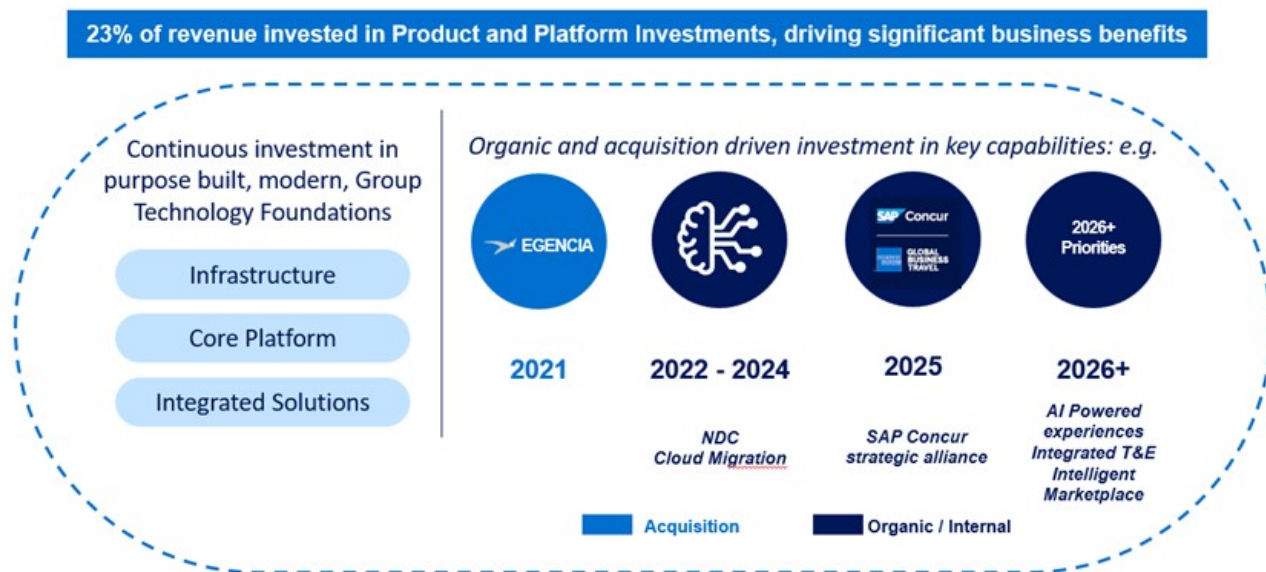 23% of revenue invested in Product and Platform Investments, driving significant business benefits
Continuous investment in
purpose built, modern, Group
Technology Foundations
Infrastructure
Core Platform
Integrated Solutions
Organic and acquisition driven investment in key capabilities: e.g.
EGENCIA
SAP Concur
GLOBAL
BUSINESS
TRAVEL
2026+
Priorities
2021
2022 - 2024
2025
2026+
NDC
Cloud Migration
SAP Concur
strategic alliance
AI Powered
experiences
Integrated T&E
Intelligent
Marketplace
Acquisition
Organic / Internal